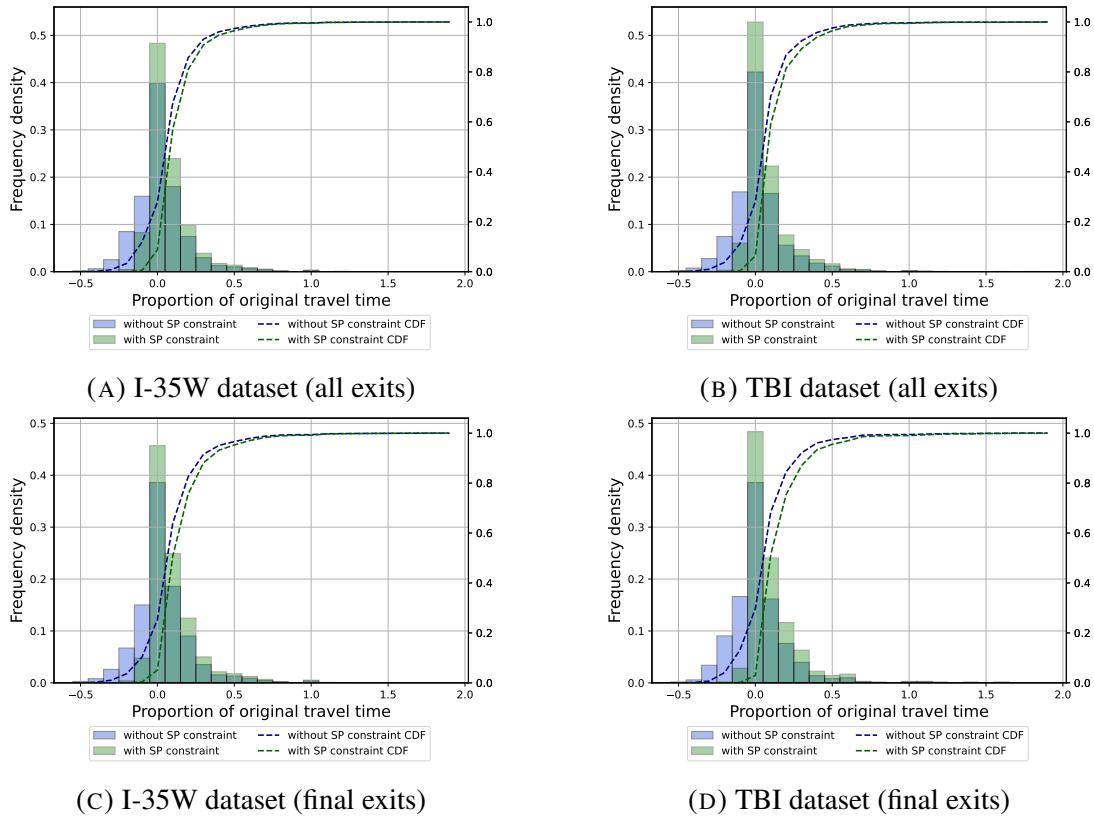 0.5
0.4
0.3
0.2
0.1
0.0
Frequency density
1.0
0.8
0.6
0.4
0.2
0.0
−0.5 0.0 0.5 1.0 1.5 2.0
Proportion of original travel time
without SP constraint without SP constraint CDF
with SP constraint with SP constraint CDF
(A) I-35W dataset (all exits)
0.5
0.4
0.3
0.2
0.1
0.0
Frequency density
1.0
0.8
0.6
0.4
0.2
0.0
−0.5 0.0 0.5 1.0 1.5 2.0
Proportion of original travel time
without SP constraint without SP constraint CDF
with SP constraint with SP constraint CDF
(B) TBI dataset (all exits)
0.5
0.4
0.3
0.2
0.1
0.0
Frequency density
1.0
0.8
0.6
0.4
0.2
0.0
−0.5 0.0 0.5 1.0 1.5 2.0
Proportion of original travel time
without SP constraint without SP constraint CDF
with SP constraint with SP constraint CDF
(C) I-35W dataset (final exits)
0.5
0.4
0.3
0.2
0.1
0.0
Frequency density
1.0
0.8
0.6
0.4
0.2
0.0
−0.5 0.0 0.5 1.0 1.5 2.0
Proportion of original travel time
without SP constraint without SP constraint CDF
with SP constraint with SP constraint CDF
(D) TBI dataset (final exits)